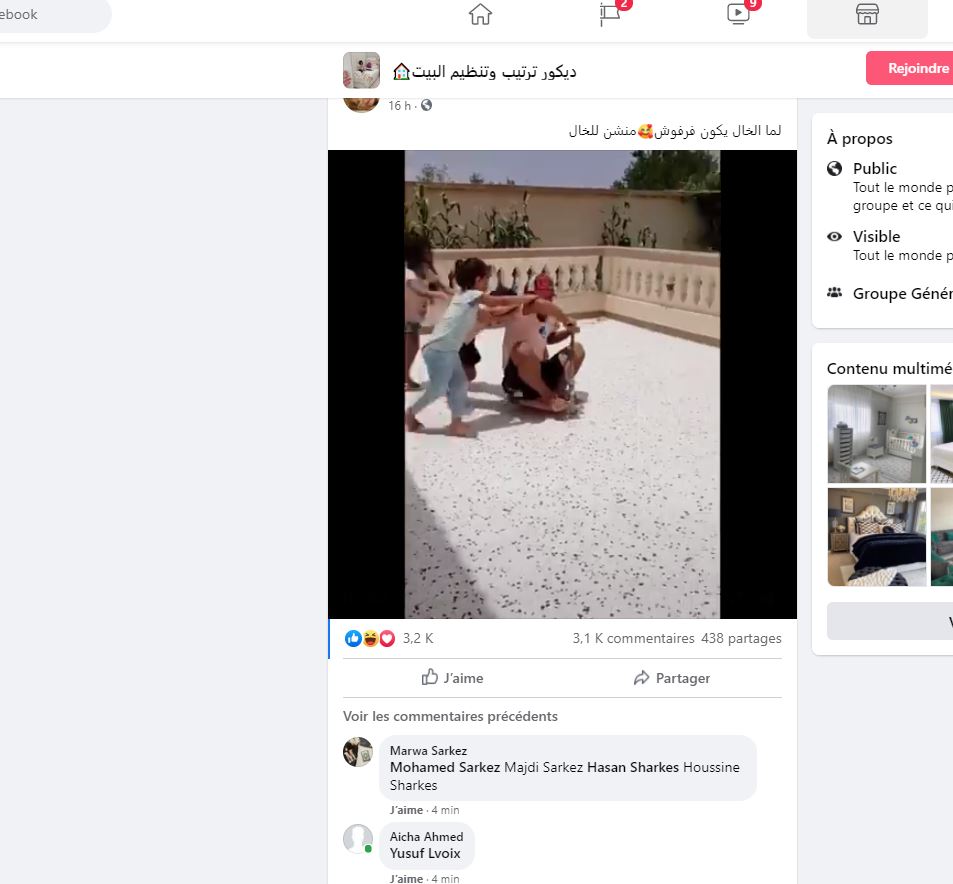 ebook
2
9
ديكور ترتيب وتنظيم البيت
Rejoindre
16 h
لما الخال يكون فرفوش🥰منشن للخال
À propos
Public
Tout le monde p
groupe et ce qui
Visible
Tout le monde p
Groupe Génér
Contenu multimé
3,2 K
3,1 K commentaires 438 partages
J'aime
Partager
Voir les commentaires précédents
Marwa Sarkez
Mohamed Sarkez Majdi Sarkez Hasan Sharkes Houssine
Sharkes
J'aime · 4 min
Aicha Ahmed
Yusuf Lvoix
J'aime · 4 min